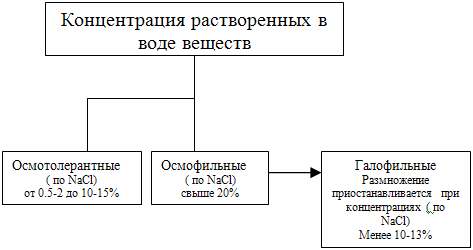 Концентрация растворенных в
воде веществ
Осмотолерантные
( по NaCl)
от 0.5-2 до 10-15%
Осмофильные
( по NaCl)
свыше 20%
Галофильные
Размножение
приостанавливается при
концентрациях ( по
NaCl)
Менее 10-13%